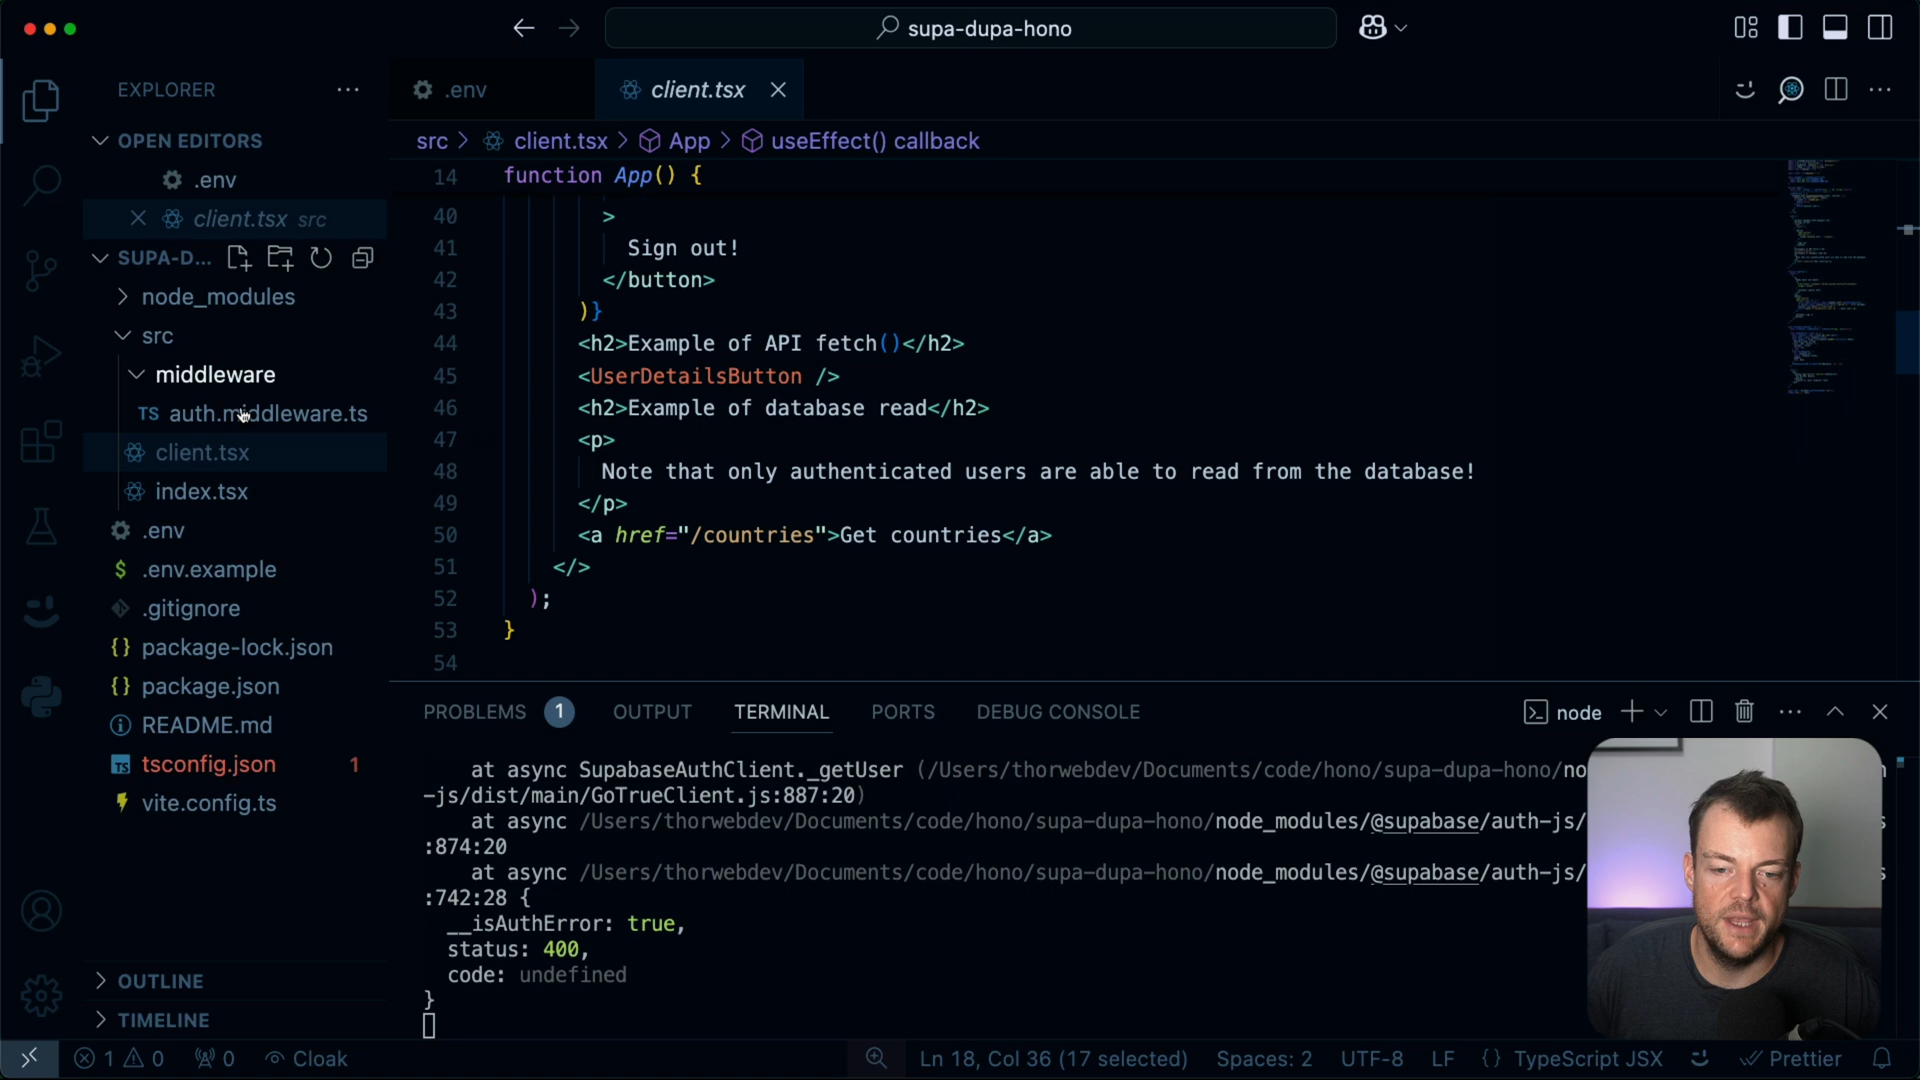 supa-dupa-hono
EXPLORER
.env
client.tsx
OPEN EDITORS
.env
client.tsx src
SUPA-D...
node_modules
src
middleware
TS auth.middleware.ts
client.tsx
index.tsx
.env
$ .env.example
.gitignore
{} package-lock.json
{} package.json
README.md
TS tsconfig.json 1
vite.config.ts
OUTLINE
TIMELINE
src > client.tsx > App > useEffect() callback
14 function App() {
40 >
41 Sign out!
42 </button>
43 )}
44 <h2>Example of API fetch()</h2>
45 <UserDetailsButton />
46 <h2>Example of database read</h2>
47 <p>
48 Note that only authenticated users are able to read from the database!
49 </p>
50 <a href="/countries">Get countries</a>
51 </>
52 );
53 }
54
PROBLEMS 1 OUTPUT TERMINAL PORTS DEBUG CONSOLE node
at async SupabaseAuthClient._getUser (/Users/thorwebdev/Documents/code/hono/supa-dupa-hono/no
-js/dist/main/GoTrueClient.js:887:20)
at async /Users/thorwebdev/Documents/code/hono/supa-dupa-hono/node_modules/@supabase/auth-js/
:874:20
at async /Users/thorwebdev/Documents/code/hono/supa-dupa-hono/node_modules/@supabase/auth-js/
:742:28 {
__isAuthError: true,
status: 400,
code: undefined
}
1 0 0 Cloak Ln 18, Col 36 (17 selected) Spaces: 2 UTF-8 LF {} TypeScript JSX Prettier